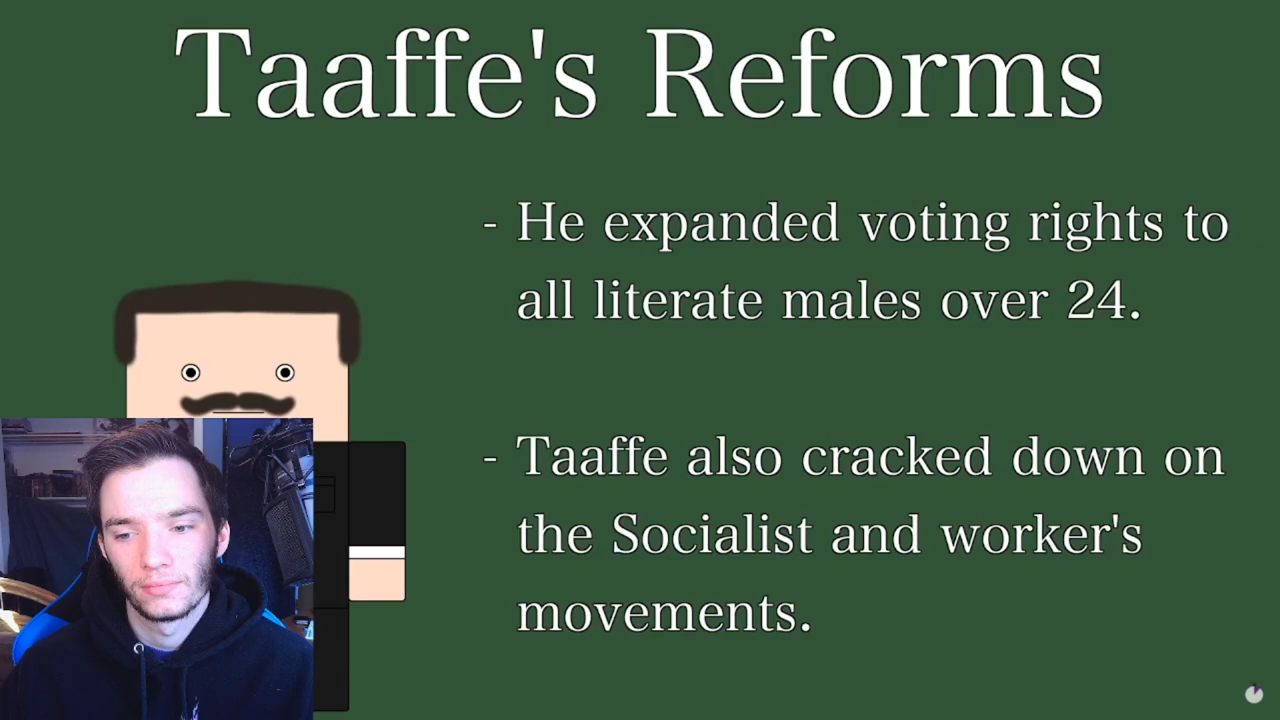 Taaffe's Reforms
- He expanded voting rights to
all literate males over 24.
- Taaffe also cracked down on
the Socialist and worker's
movements.